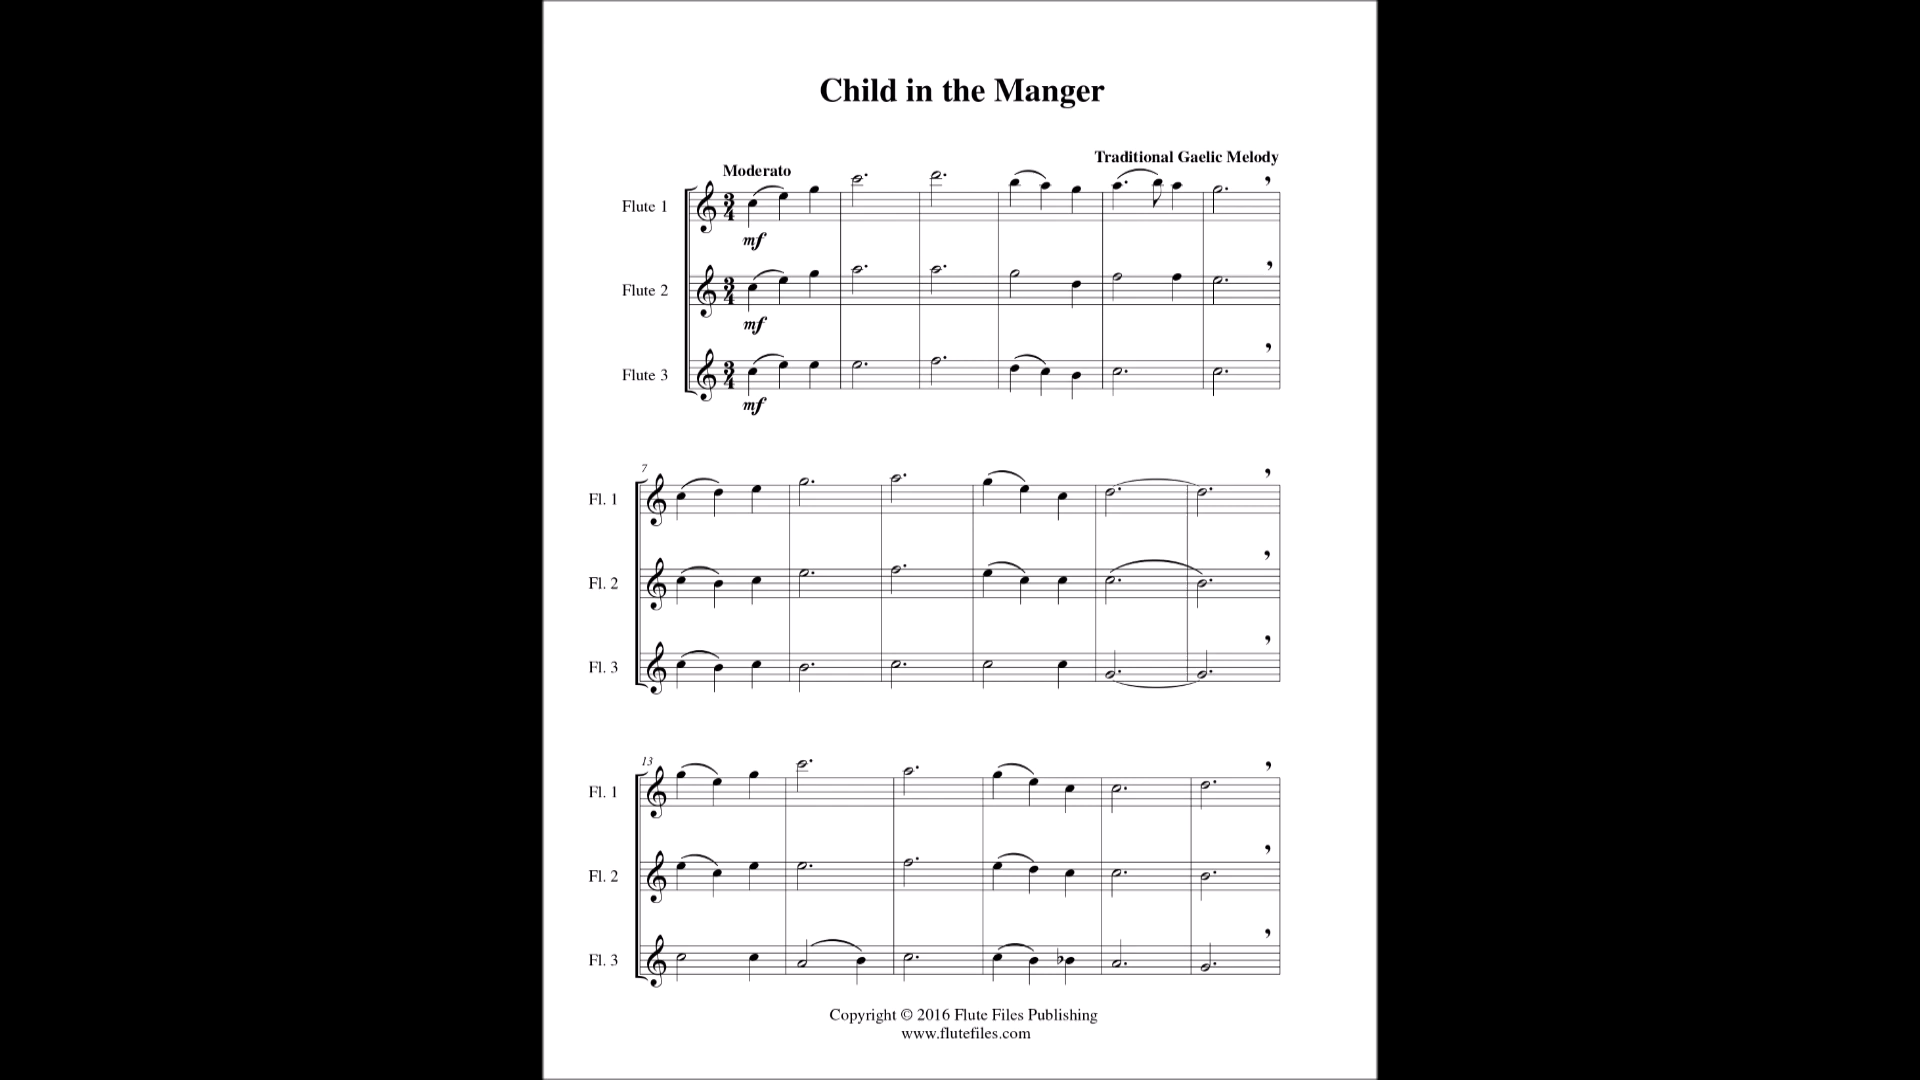 Child in the Manger
Traditional Gaelic Melody
Moderato
Flute 1
mf
Flute 2
mf
Flute 3
mf
7
Fl. 1
Fl. 2
Fl. 3
13
Fl. 1
Fl. 2
Fl. 3
Copyright © 2016 Flute Files Publishing
www.flutefiles.com